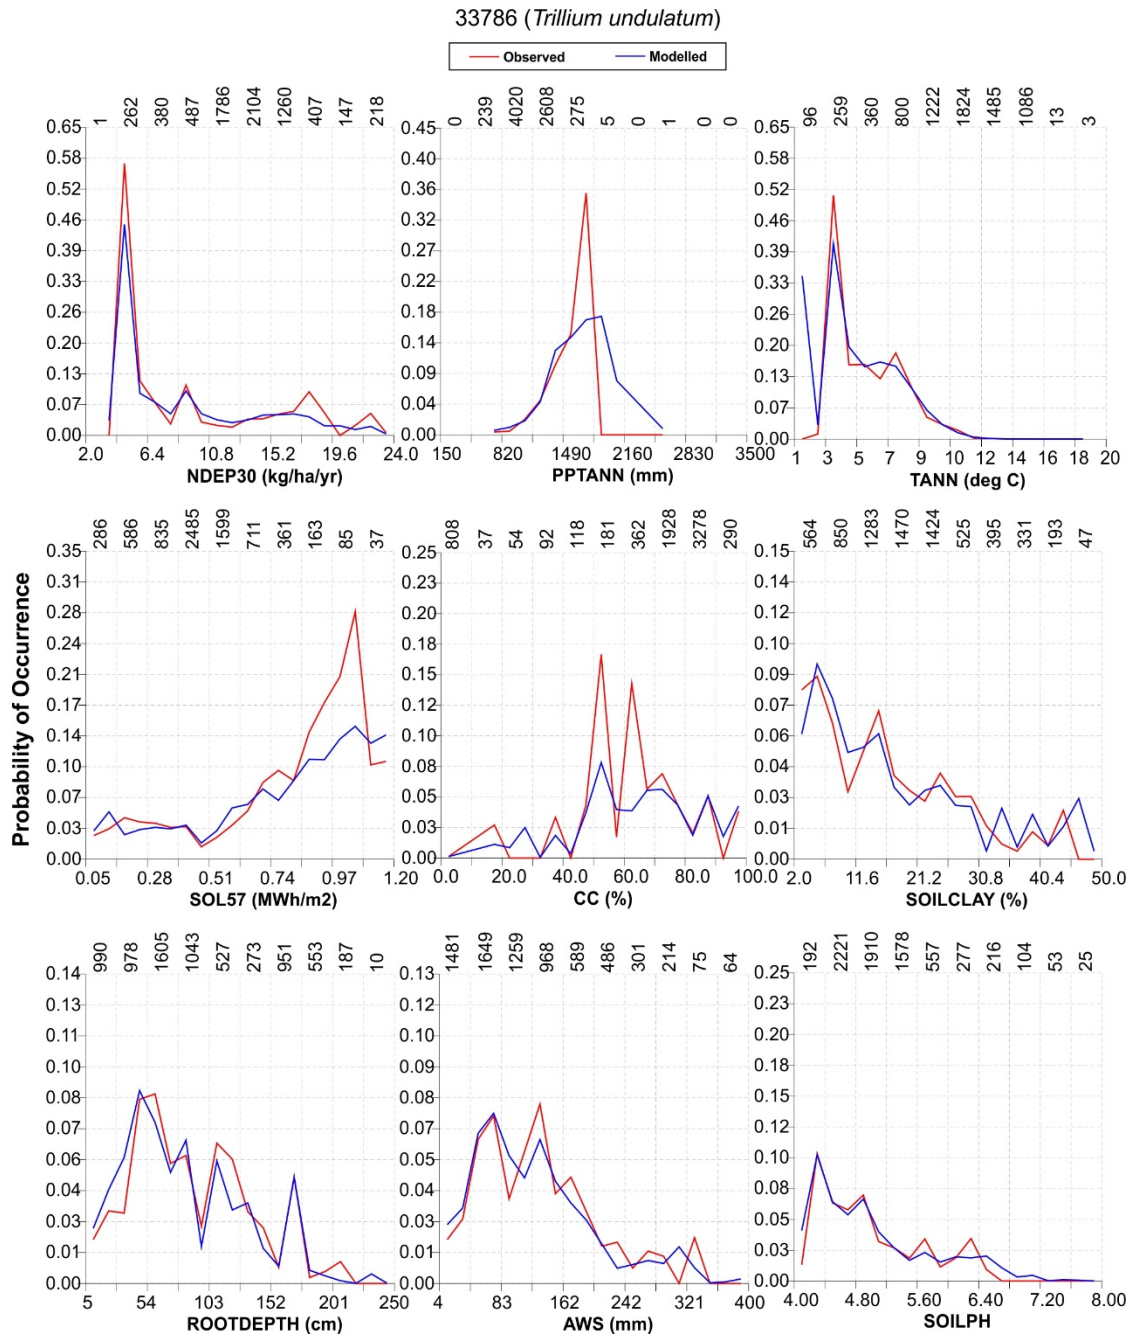 33786 (Trillium undulatum)
Observed Modelled
1 262 380 487 1786 2104 1260 407 147 218
0 239 4020 2608 275 5 0 1 0 0
96 259 360 800 1222 1824 1485 1086 13 3
0.65 0.58 0.52 0.46 0.39 0.33 0.26 0.20 0.13 0.07 0.00
0.45 0.40 0.36 0.32 0.27 0.22 0.18 0.14 0.09 0.04 0.00
0.65 0.58 0.52 0.46 0.39 0.33 0.26 0.20 0.13 0.07 0.00
2.0 6.4 10.8 15.2 19.6 24.0
150 820 1490 2160 2830 3500
1 3 5 7 9 12 14 16 18 20
NDEP30 (kg/ha/yr)
PPTANN (mm)
TANN (deg C)
Probability of Occurrence
286 586 835 2485 1599 711 361 163 85 37
808 37 54 92 118 181 362 1928 3278 290
564 850 1283 1470 1424 525 395 331 193 47
0.35 0.31 0.28 0.24 0.21 0.17 0.14 0.10 0.07 0.03 0.00
0.25 0.23 0.20 0.18 0.15 0.12 0.10 0.08 0.05 0.03 0.00
0.15 0.14 0.12 0.10 0.09 0.07 0.06 0.04 0.03 0.01 0.00
0.05 0.28 0.51 0.74 0.97 1.20
0.0 20.0 40.0 60.0 80.0 100.0
2.0 11.6 21.2 30.8 40.4 50.0
SOL57 (MWh/m2)
CC (%)
SOILCLAY (%)
990 978 1605 1043 527 273 951 553 187 10
1481 1649 1259 968 589 486 301 214 75 64
192 2221 1910 1578 557 277 216 104 53 25
0.14 0.13 0.11 0.10 0.08 0.07 0.06 0.04 0.03 0.01 0.00
0.13 0.12 0.10 0.09 0.08 0.07 0.05 0.04 0.03 0.01 0.00
0.25 0.23 0.20 0.18 0.15 0.12 0.10 0.08 0.05 0.03 0.00
5 54 103 152 201 250
4 83 162 242 321 400
4.00 4.80 5.60 6.40 7.20 8.00
ROOTDEPTH (cm)
AWS (mm)
SOILPH